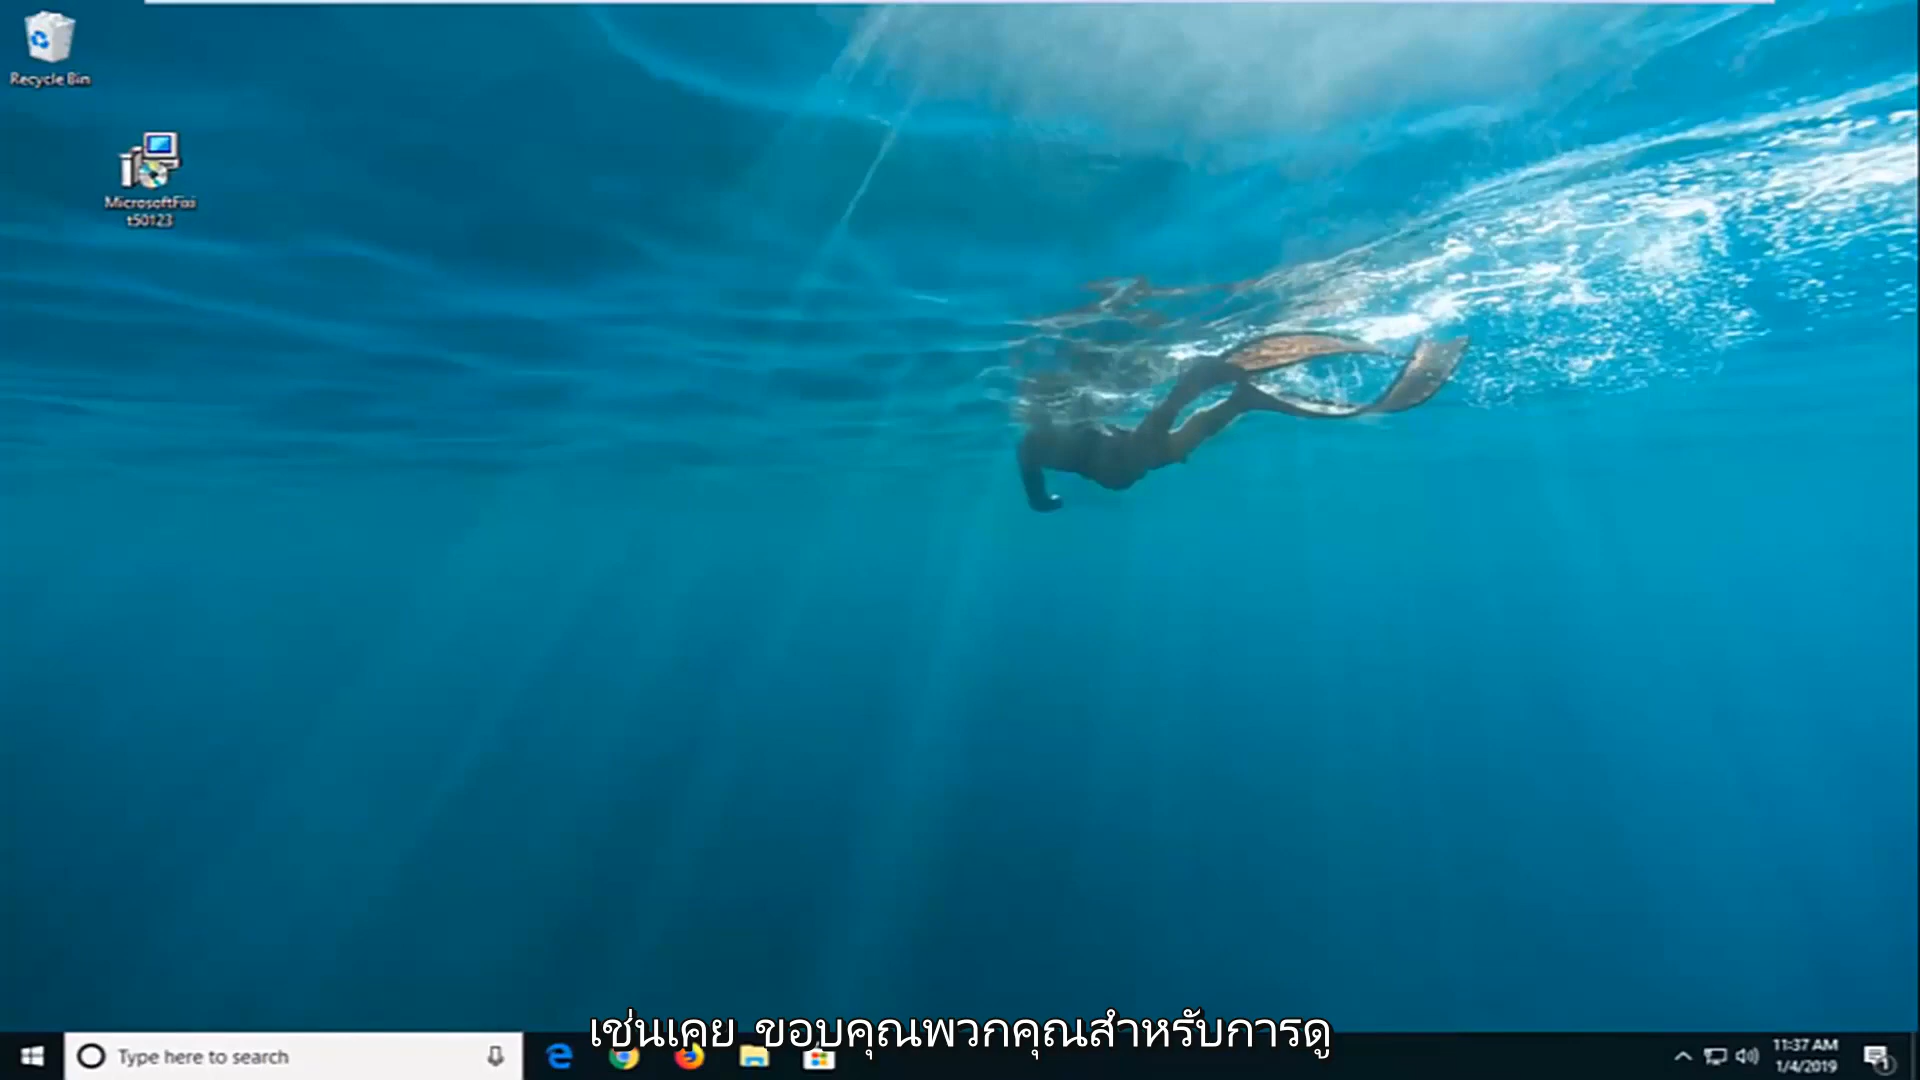 Recycle Bin
MicrosoftFixi
t50123
เช่นเคย ขอบคุณพวกคุณสำหรับการดู
Type here to search
11:37 AM
1/4/2019
1